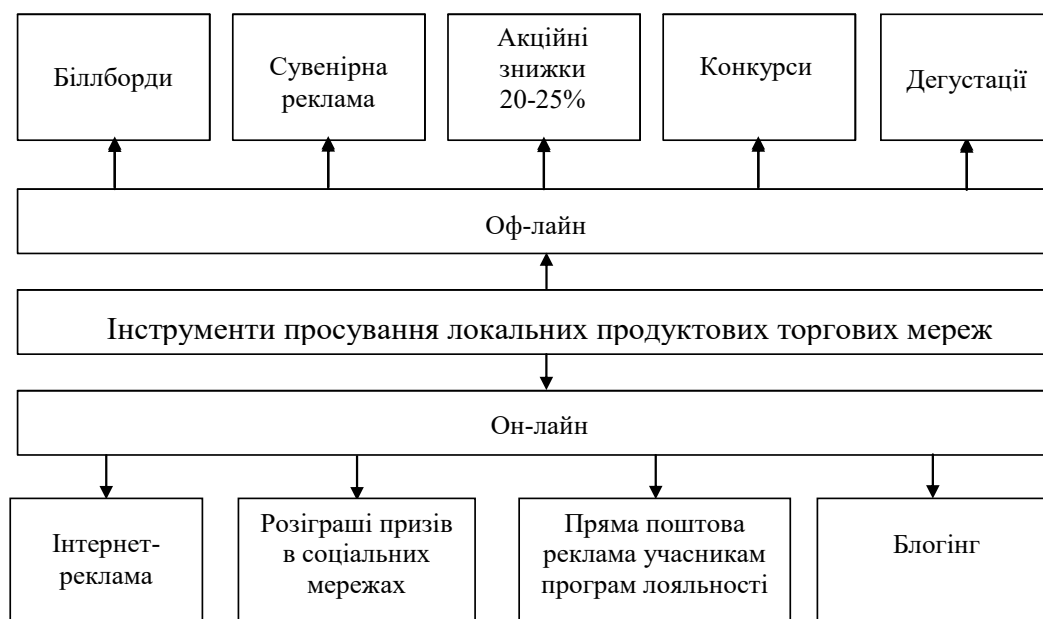 Біллборди
Сувенірна
реклама
Акційні
знижки
20-25%
Конкурси
Дегустації
Оф-лайн
Інструменти просування локальних продуктових торгових мереж
Он-лайн
Інтернет-
реклама
Розіграші призів
в соціальних
мережах
Пряма поштова
реклама учасникам
програм лояльності
Блогінг